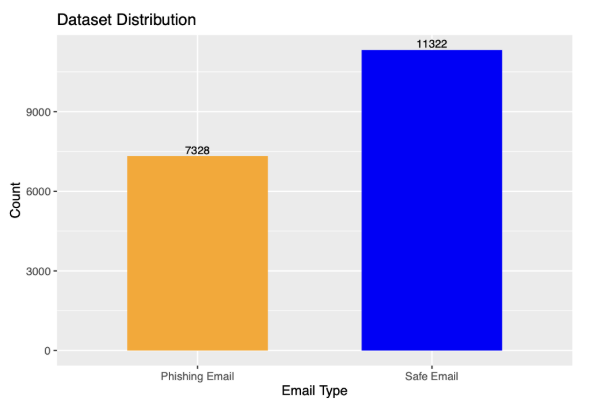 Dataset Distribution
11322
7328
9000
6000
3000
0
Count
Phishing Email
Safe Email
Email Type